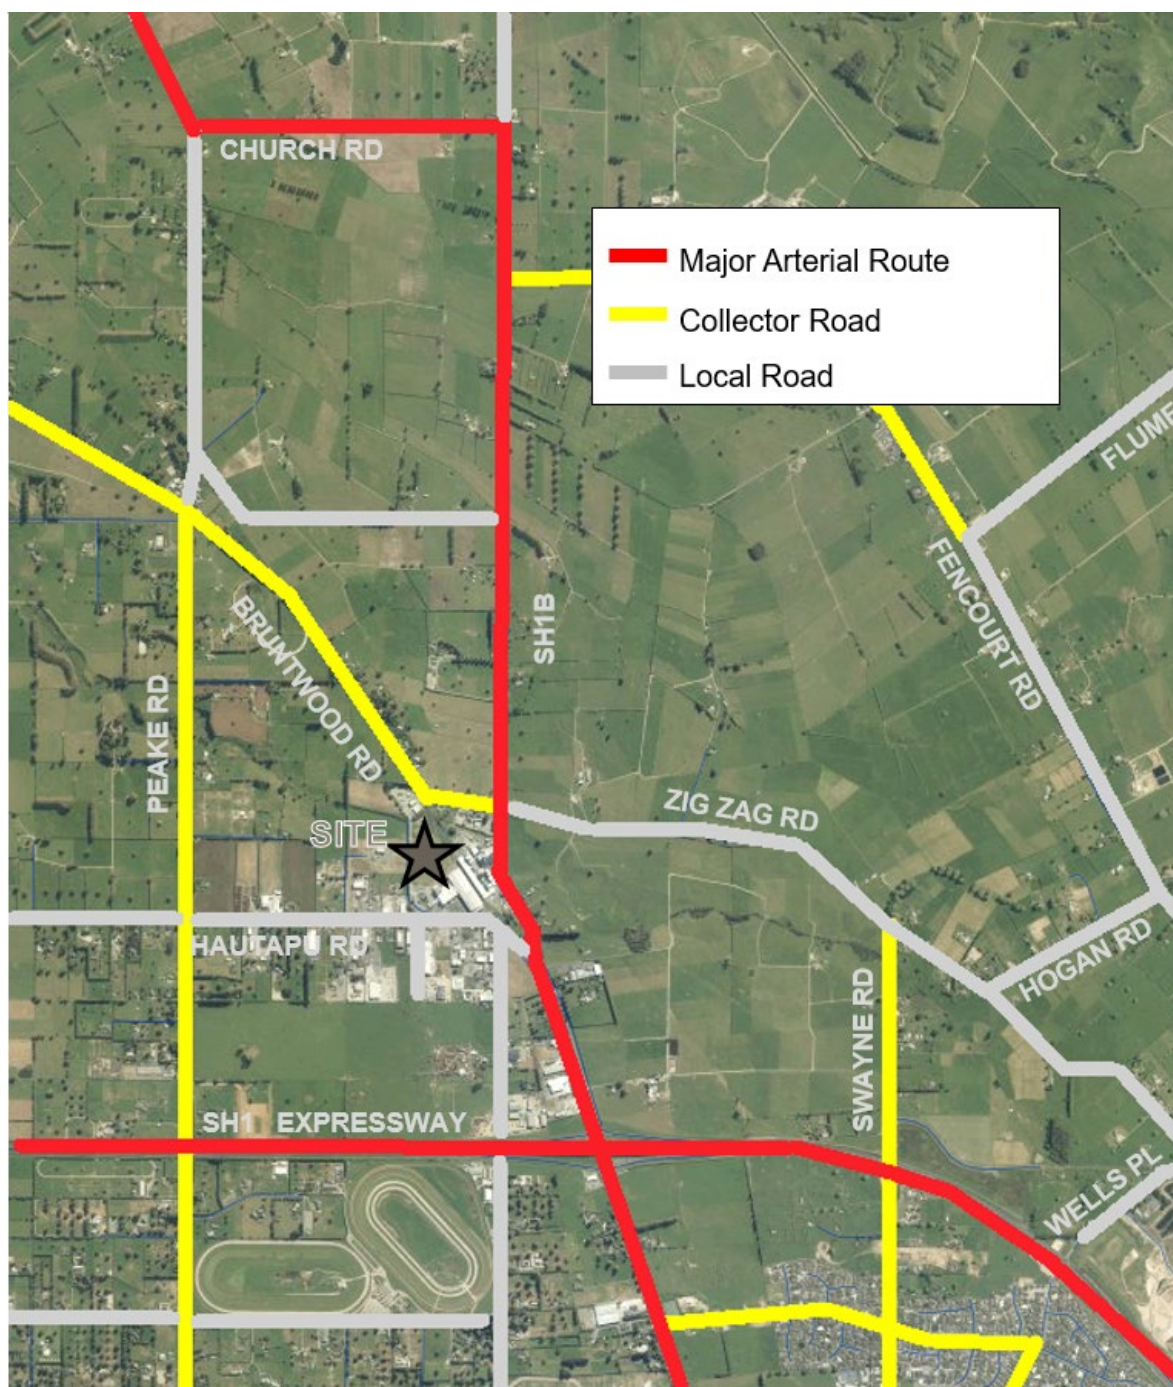 CHURCH RD
Major Arterial Route
Collector Road
Local Road
FLUME
FENCOURT RD
SH1B
BRUNTWOOD RD
PEAKE RD
ZIG ZAG RD
SITE
HAUTAPU RD
HOGAN RD
SWAYNE RD
SH1 EXPRESSWAY
WELLS PL